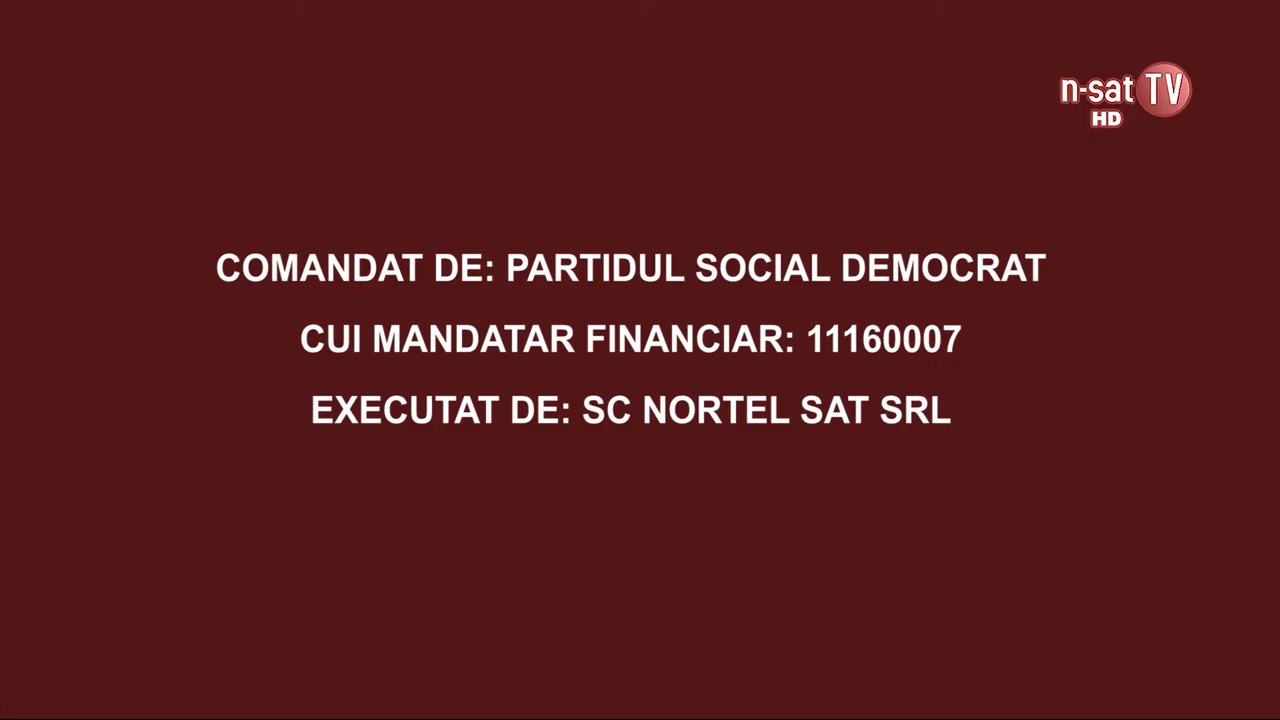 n-sat TV
HD
COMANDAT DE: PARTIDUL SOCIAL DEMOCRAT
CUI MANDATAR FINANCIAR: 11160007
EXECUTAT DE: SC NORTEL SAT SRL